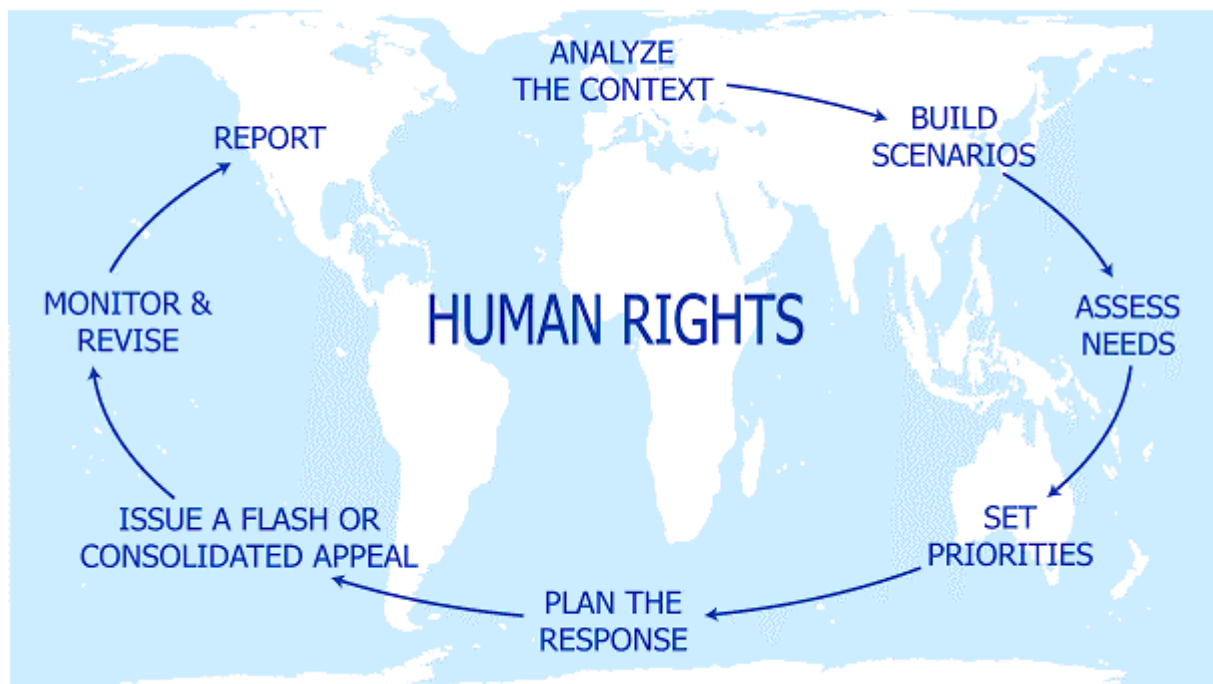 ANALYZE
THE CONTEXT
BUILD
SCENARIOS
ASSESS
NEEDS
SET
PRIORITIES
PLAN THE
RESPONSE
ISSUE A FLASH OR
CONSOLIDATED APPEAL
MONITOR &
REVISE
REPORT
HUMAN RIGHTS